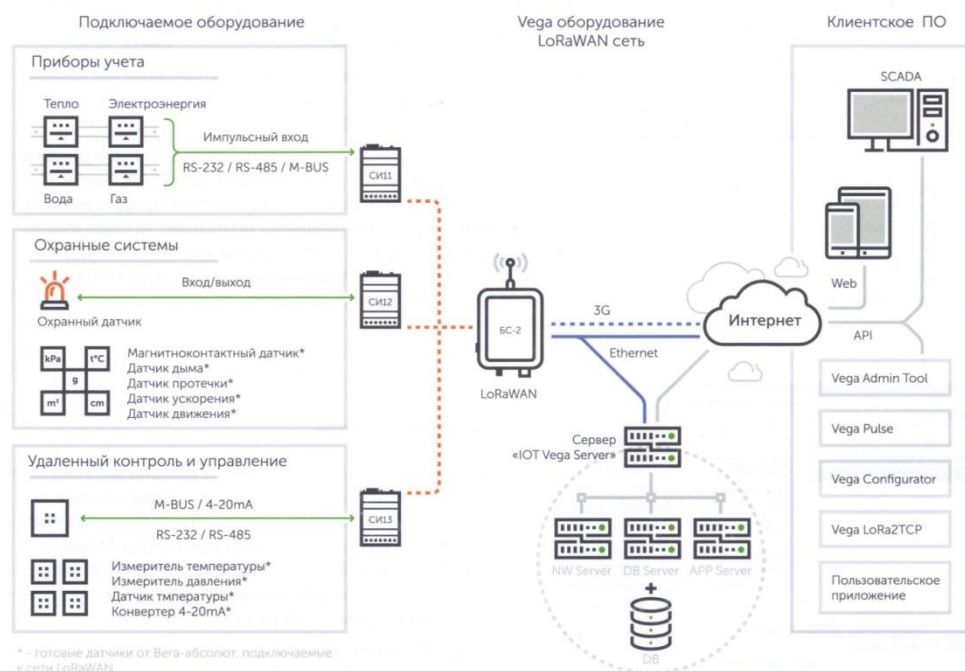 Подключаемое оборудование
Vega оборудование
LoRaWAN сеть
Клиентское ПО
Приборы учета
Тепло
Электроэнергия
Импульсный вход
RS-232 / RS-485 / M-BUS
Вода
Газ
СИ11
Охранные системы
Вход/выход
Охранный датчик
СИ12
kPa
t°C
g
m³
cm
Магнитноконтактный датчик*
Датчик дыма*
Датчик протечки*
Датчик ускорения*
Датчик движения*
Удаленный контроль и управление
M-BUS / 4-20mA
RS-232 / RS-485
СИ13
Измеритель температуры*
Измеритель давления*
Датчик тмпературы*
Конвертер 4-20mA*
* - готовые датчики от Вега-абсолют, подключаемые
к сети LoRaWAN
БС-2
LoRaWAN
3G
Ethernet
Интернет
Сервер
«IOT Vega Server»
NW Server
DB Server
APP Server
DB
SCADA
Web
API
Vega Admin Tool
Vega Pulse
Vega Configurator
Vega LoRa2TCP
Пользовательское
приложение